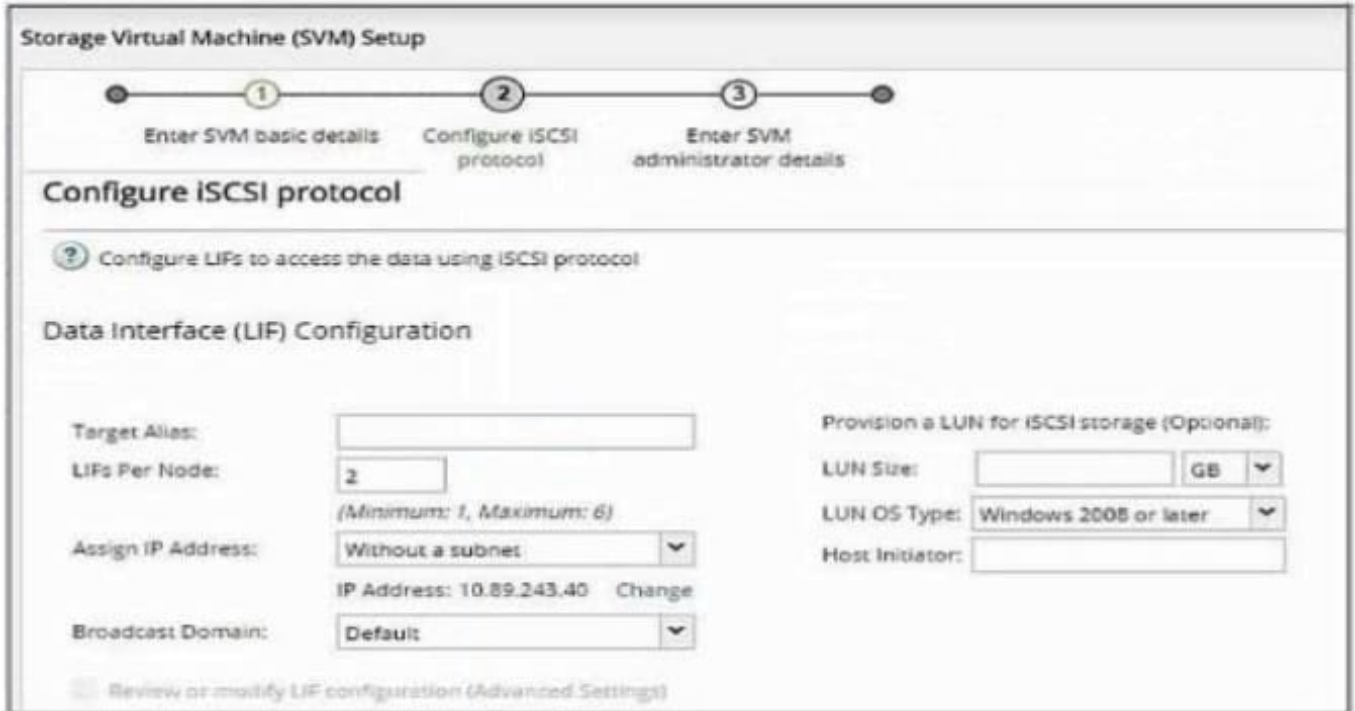 Storage Virtual Machine (SVM) Setup
1
2
3
Enter SVM basic details
Configure iSCSI
protocol
Enter SVM
administrator details
Configure iSCSI protocol
? Configure LIFs to access the data using iSCSI protocol
Data Interface (LIF) Configuration
Target Alias:
LIFs Per Node: 2
(Minimum: 1, Maximum: 6)
Assign IP Address: Without a subnet
IP Address: 10.89.243.40 Change
Broadcast Domain: Default
Review or modify LIF configuration (Advanced Settings)
Provision a LUN for iSCSI storage (Optional):
LUN Size: GB
LUN OS Type: Windows 2008 or later
Host Initiator: